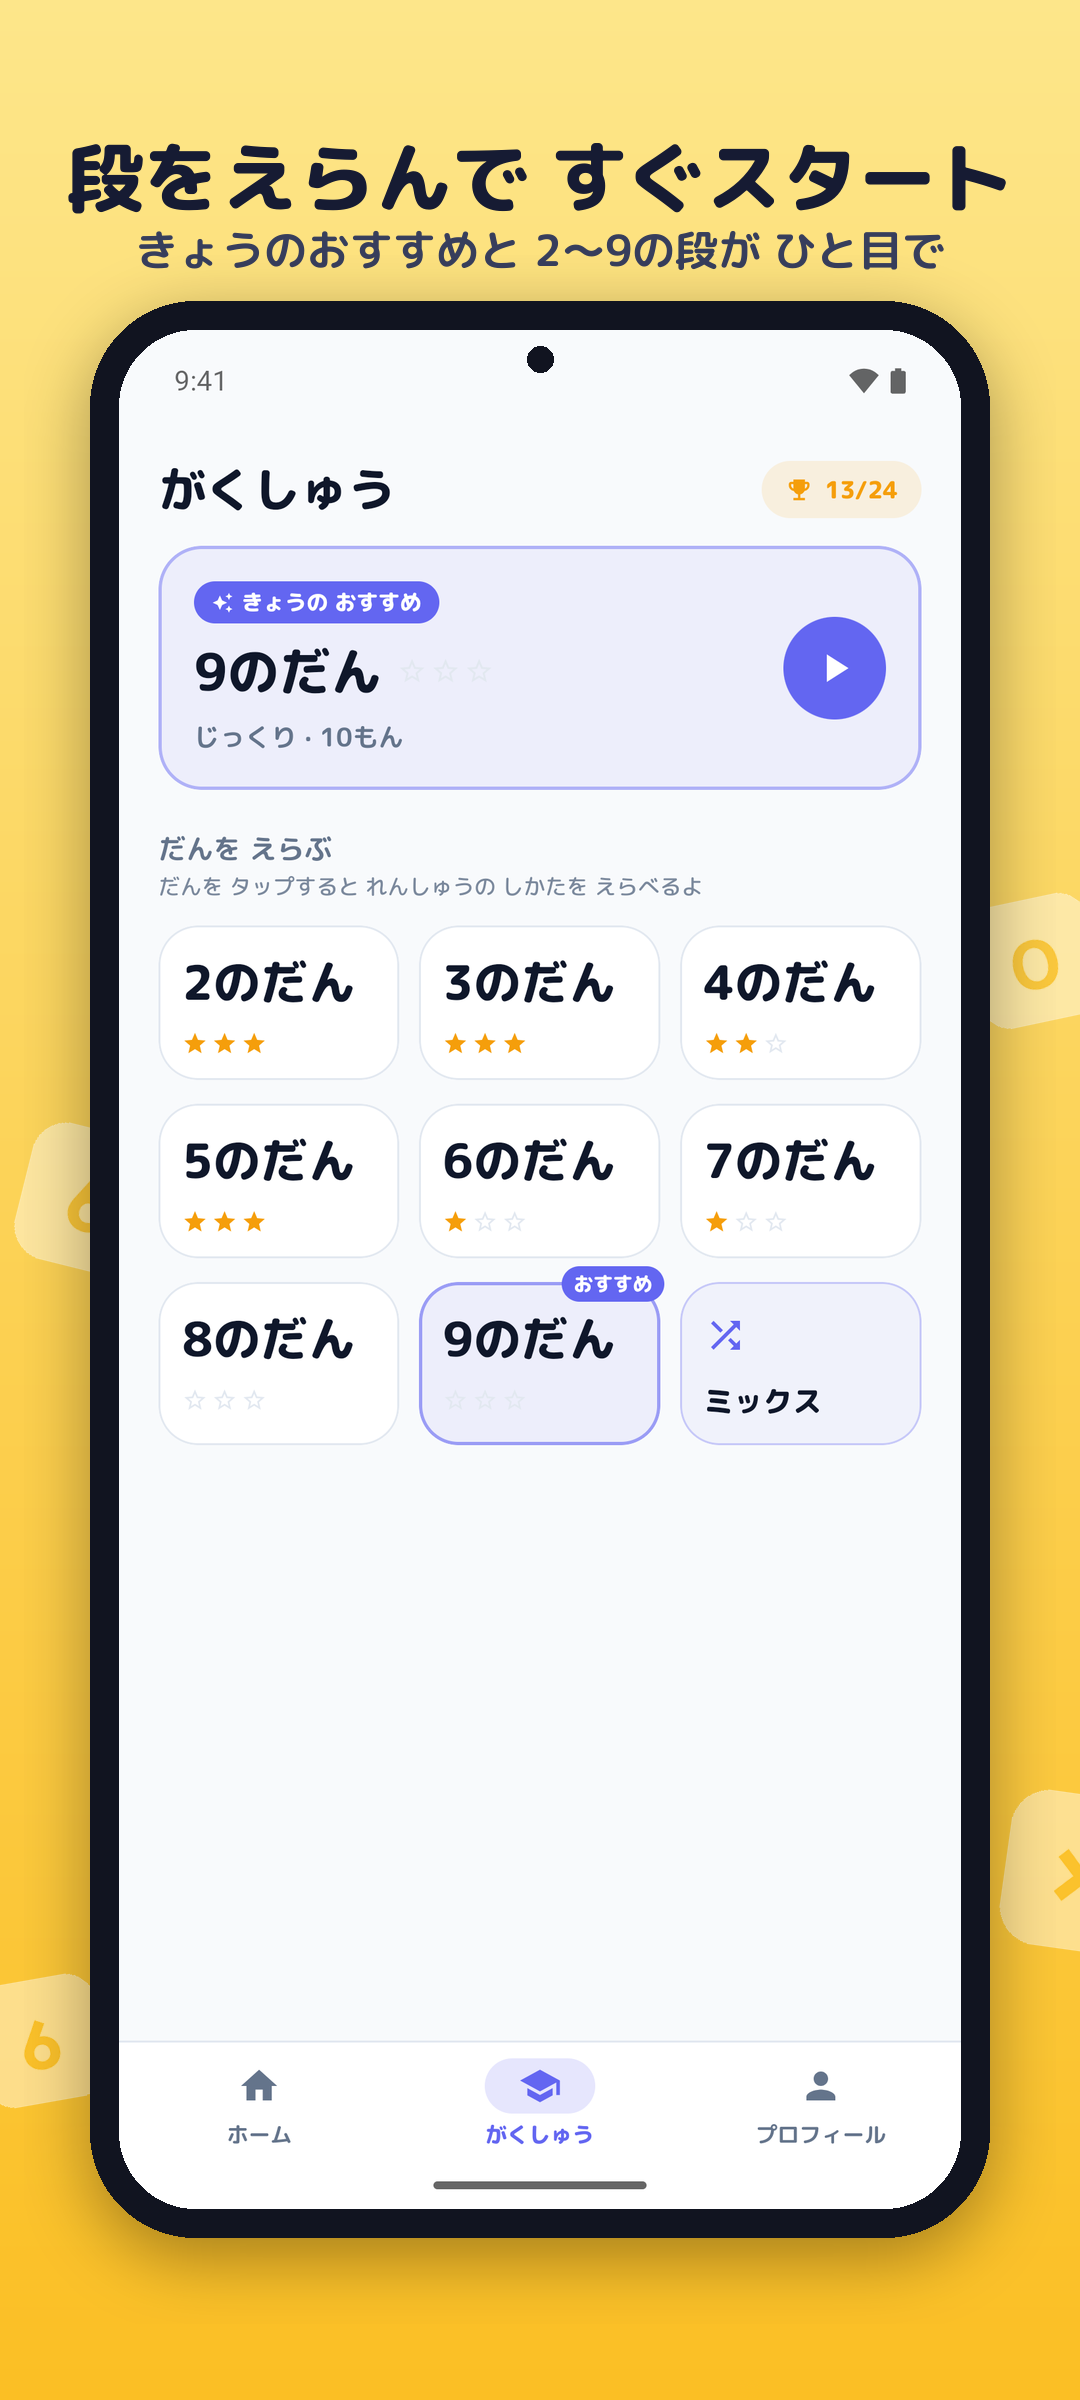 段をえらんで すぐスタート
きょうのおすすめと 2〜9の段が ひと目で
9:41
がくしゅう
13/24
きょうの おすすめ
9のだん
じっくり · 10もん
だんを えらぶ
だんを タップすると れんしゅうの しかたを えらべるよ
2のだん
3のだん
4のだん
5のだん
6のだん
7のだん
おすすめ
8のだん
9のだん
ミックス
0
6
ホーム
がくしゅう
プロフィール